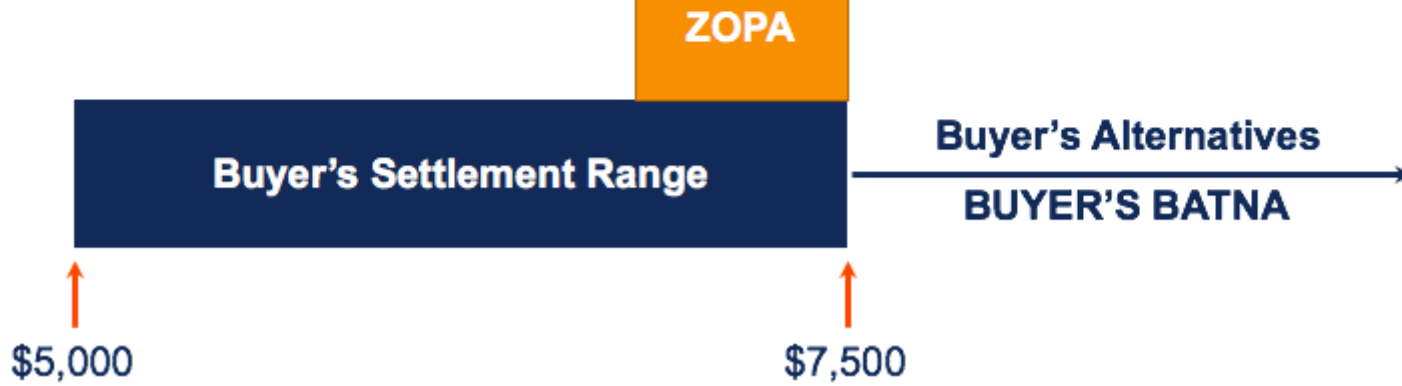 ZOPA
Buyer’s Settlement Range
Buyer’s Alternatives
BUYER’S BATNA
$5,000
$7,500